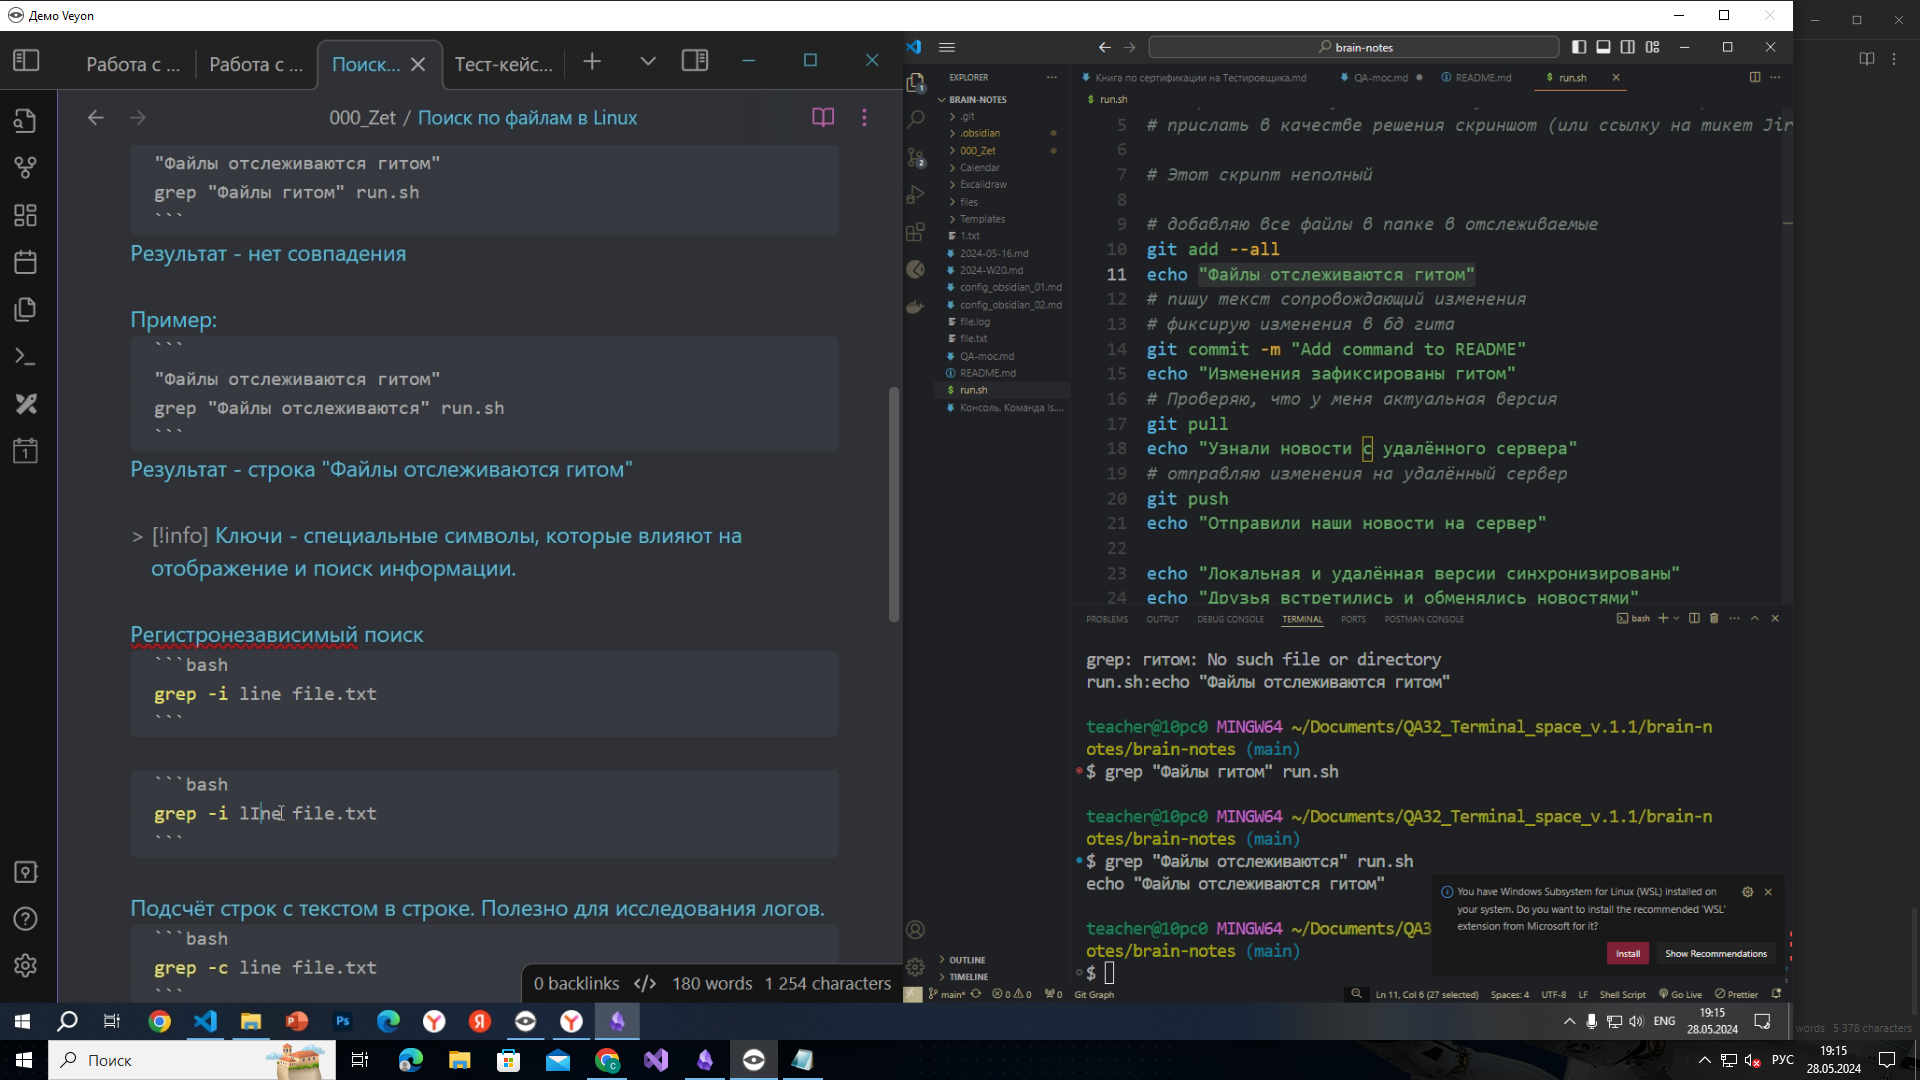 Демо Veyon
Работа с ...
Работа с ...
Поиск...
Тест-кейс...
000_Zet / Поиск по файлам в Linux
"Файлы отслеживаются гитом"
grep "Файлы гитом" run.sh
```
Результат - нет совпадения
Пример:
```
"Файлы отслеживаются гитом"
grep "Файлы отслеживаются" run.sh
```
Результат - строка "Файлы отслеживаются гитом"
> [!info] Ключи - специальные символы, которые влияют на
отображение и поиск информации.
Регистронезависимый поиск
```bash
grep -i line file.txt
```
```bash
grep -i lIne file.txt
```
Подсчёт строк с текстом в строке. Полезно для исследования логов.
```bash
grep -c line file.txt
```
0 backlinks </> 180 words 1 254 characters
brain-notes
EXPLORER
BRAIN-NOTES
.git
.obsidian
000_Zet
Calendar
Excalidraw
files
Templates
1.txt
2024-05-16.md
2024-W20.md
config_obsidian_01.md
config_obsidian_02.md
file.log
file.txt
QA-moc.md
README.md
run.sh
Консоль. Команда ls....
OUTLINE
TIMELINE
Книга по сертификации на Тестировщика.md
QA-moc.md
README.md
run.sh
$ run.sh
5 # прислать в качестве решения скриншот (или ссылку на тикет Jir
6
7 # Этот скрипт неполный
8
9 # добавляю все файлы в папке в отслеживаемые
10 git add --all
11 echo "Файлы отслеживаются гитом"
12 # пишу текст сопровождающий изменения
13 # фиксирую изменения в бд гита
14 git commit -m "Add command to README"
15 echo "Изменения зафиксированы гитом"
16 # Проверяю, что у меня актуальная версия
17 git pull
18 echo "Узнали новости с удалённого сервера"
19 # отправляю изменения на удалённый сервер
20 git push
21 echo "Отправили наши новости на сервер"
22
23 echo "Локальная и удалённая версии синхронизированы"
24 echo "Друзья встретились и обменялись новостями"
PROBLEMS OUTPUT DEBUG CONSOLE TERMINAL PORTS POSTMAN CONSOLE
bash
grep: гитом: No such file or directory
run.sh:echo "Файлы отслеживаются гитом"
teacher@10pc0 MINGW64 ~/Documents/QA32_Terminal_space_v.1.1/brain-n
otes/brain-notes (main)
$ grep "Файлы гитом" run.sh
teacher@10pc0 MINGW64 ~/Documents/QA32_Terminal_space_v.1.1/brain-n
otes/brain-notes (main)
$ grep "Файлы отслеживаются" run.sh
echo "Файлы отслеживаются гитом"
teacher@10pc0 MINGW64 ~/Documents/QA3
otes/brain-notes (main)
$
You have Windows Subsystem for Linux (WSL) installed on
your system. Do you want to install the recommended 'WSL'
extension from Microsoft for it?
Install
Show Recommendations
main* 0 0 0 Git Graph
Ln 11, Col 6 (27 selected) Spaces: 4 UTF-8 LF Shell Script Go Live Prettier
ENG
19:15
28.05.2024
words 5 378 characters
Поиск
РУС
19:15
28.05.2024